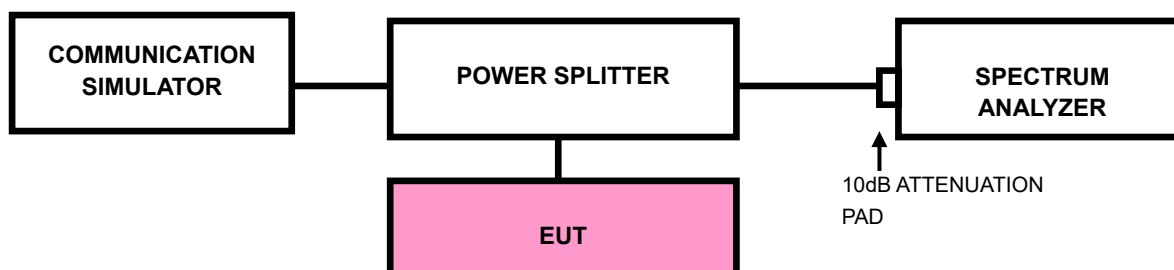 COMMUNICATION
SIMULATOR
POWER SPLITTER
SPECTRUM
ANALYZER
10dB ATTENUATION
PAD
EUT